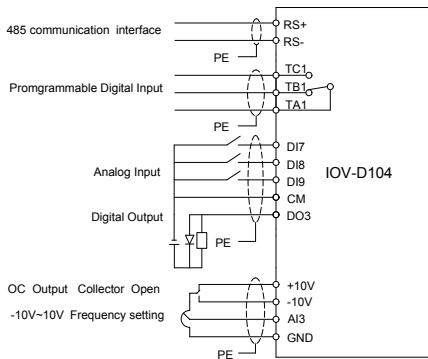 485 communication interface
RS+
RS-
PE
Promgrammable Digital Input
TC1
TB1
TA1
PE
Analog Input
DI7
DI8
DI9
CM
Digital Output
DO3
PE
IOV-D104
OC Output Collector Open
-10V~10V Frequency setting
+10V
-10V
AI3
GND
PE